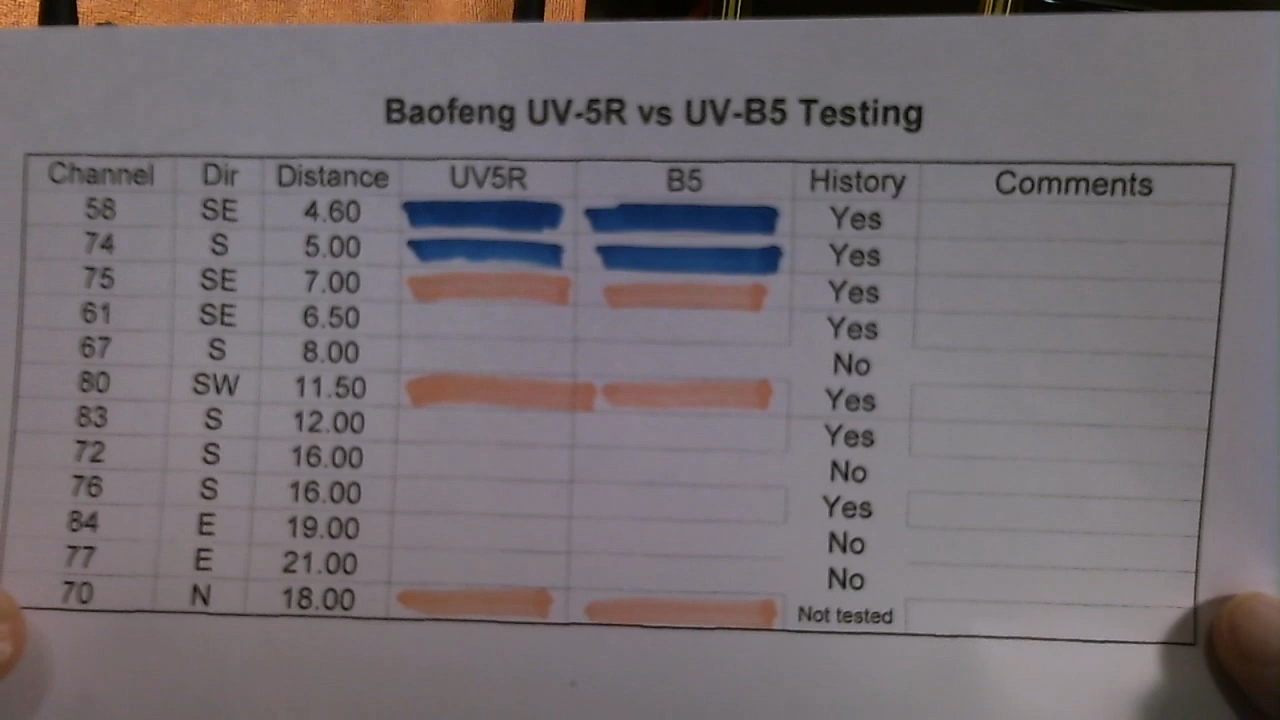 Baofeng UV-5R vs UV-B5 Testing
Channel Dir Distance UV5R B5 History Comments
58 SE 4.60 Yes
74 S 5.00 Yes
75 SE 7.00 Yes
61 SE 6.50 Yes
67 S 8.00 No
80 SW 11.50 Yes
83 S 12.00 Yes
72 S 16.00 No
76 S 16.00 Yes
84 E 19.00 No
77 E 21.00 No
70 N 18.00 Not tested